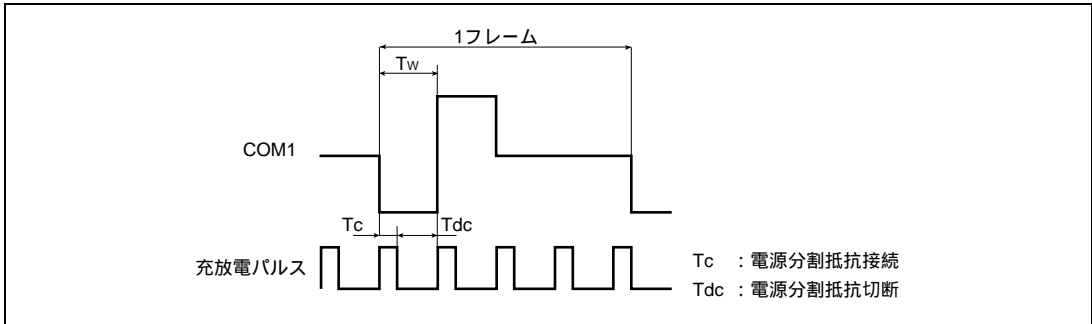 1フレーム
Tw
COM1
Tc
Tdc
充放電パルス
Tc ：電源分割抵抗接続
Tdc ：電源分割抵抗切断